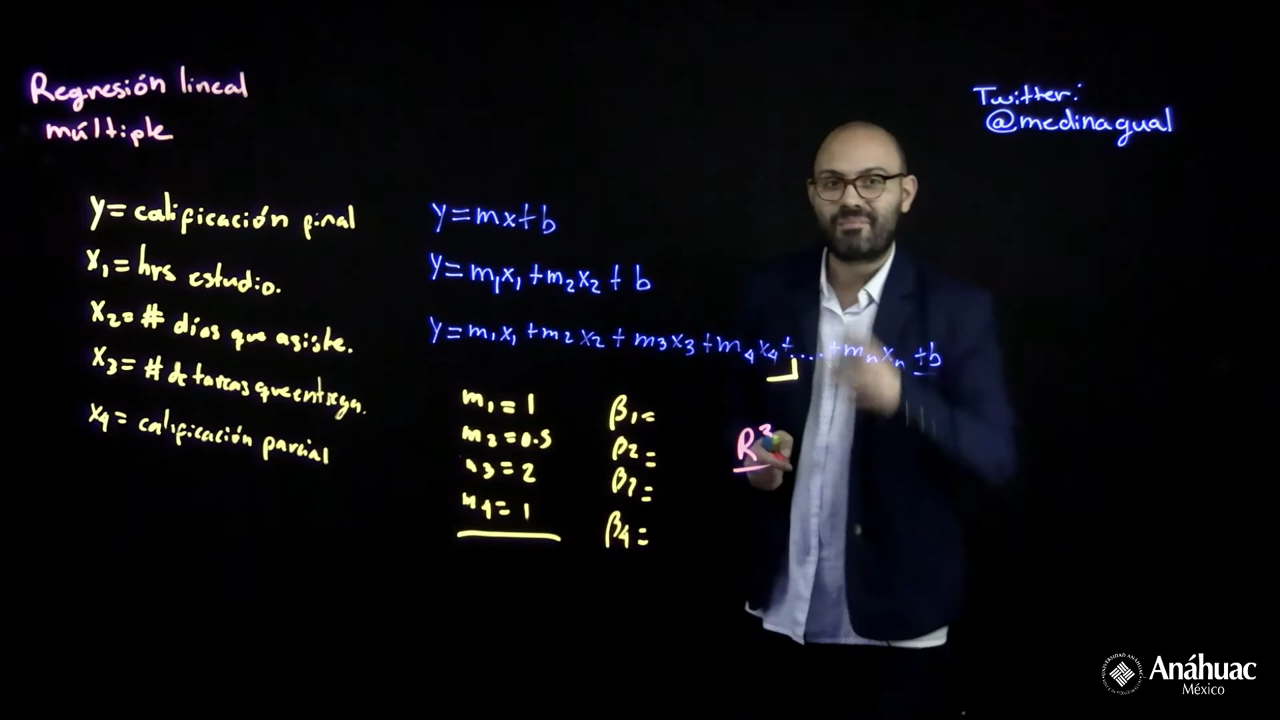 Regresión lineal
múltiple
Twitter:
@medinagual
y = calificación final
x₁ = hrs estudio.
x₂ = # días que asiste.
x₃ = # de tareas que entrega.
x₄ = calificación parcial
y=mx+b
y=m₁x₁+m₂x₂+b
y=m₁x₁+m₂x₂+m₃x₃+m₄x₄+....+mₙxₙ+b
m₁=1
m₂=0.5
m₃=2
m₄=1
β₁=
β₂=
β₃=
β₄=
R²
Anáhuac
México